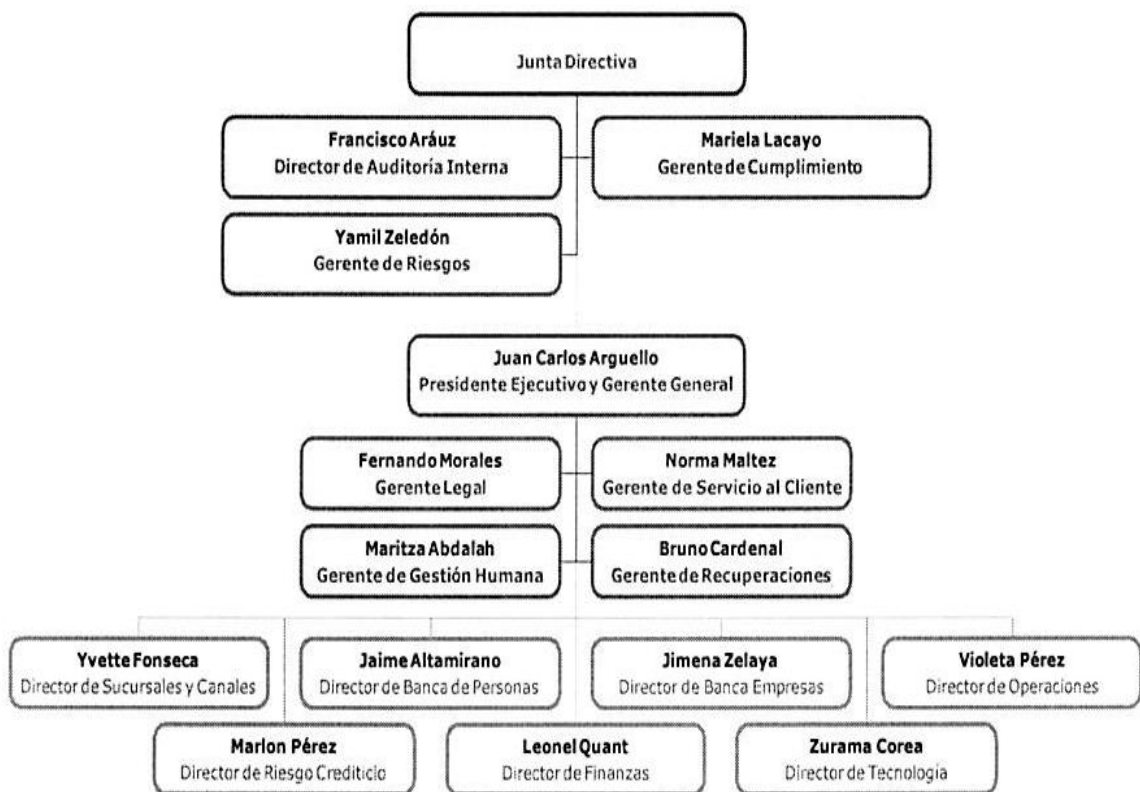 Junta Directiva
Francisco Aráuz
Director de Auditoría Interna
Mariela Lacayo
Gerente de Cumplimiento
Yamil Zeledón
Gerente de Riesgos
Juan Carlos Arguello
Presidente Ejecutivo y Gerente General
Fernando Morales
Gerente Legal
Norma Maltez
Gerente de Servicio al Cliente
Maritza Abdalah
Gerente de Gestión Humana
Bruno Cardenal
Gerente de Recuperaciones
Yvette Fonseca
Director de Sucursales y Canales
Jaime Altamirano
Director de Banca de Personas
Jimena Zelaya
Director de Banca Empresas
Violeta Pérez
Director de Operaciones
Marlon Pérez
Director de Riesgo Crediticio
Leonel Quant
Director de Finanzas
Zurama Corea
Director de Tecnología